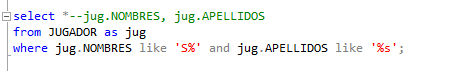 select *--jug.NOMBRES, jug.APELLIDOS
from JUGADOR as jug
where jug.NOMBRES like 'S%' and jug.APELLIDOS like '%s';